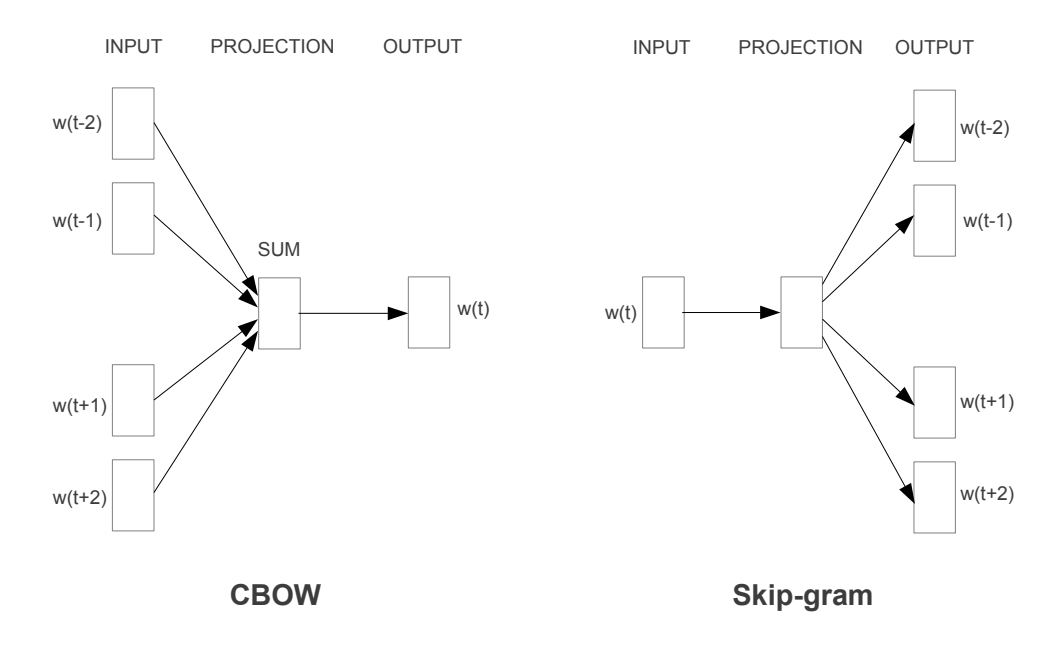 INPUT PROJECTION OUTPUT
w(t-2)
w(t-1)
SUM
w(t)
w(t+1)
w(t+2)
CBOW
INPUT PROJECTION OUTPUT
w(t-2)
w(t-1)
w(t)
w(t+1)
w(t+2)
Skip-gram